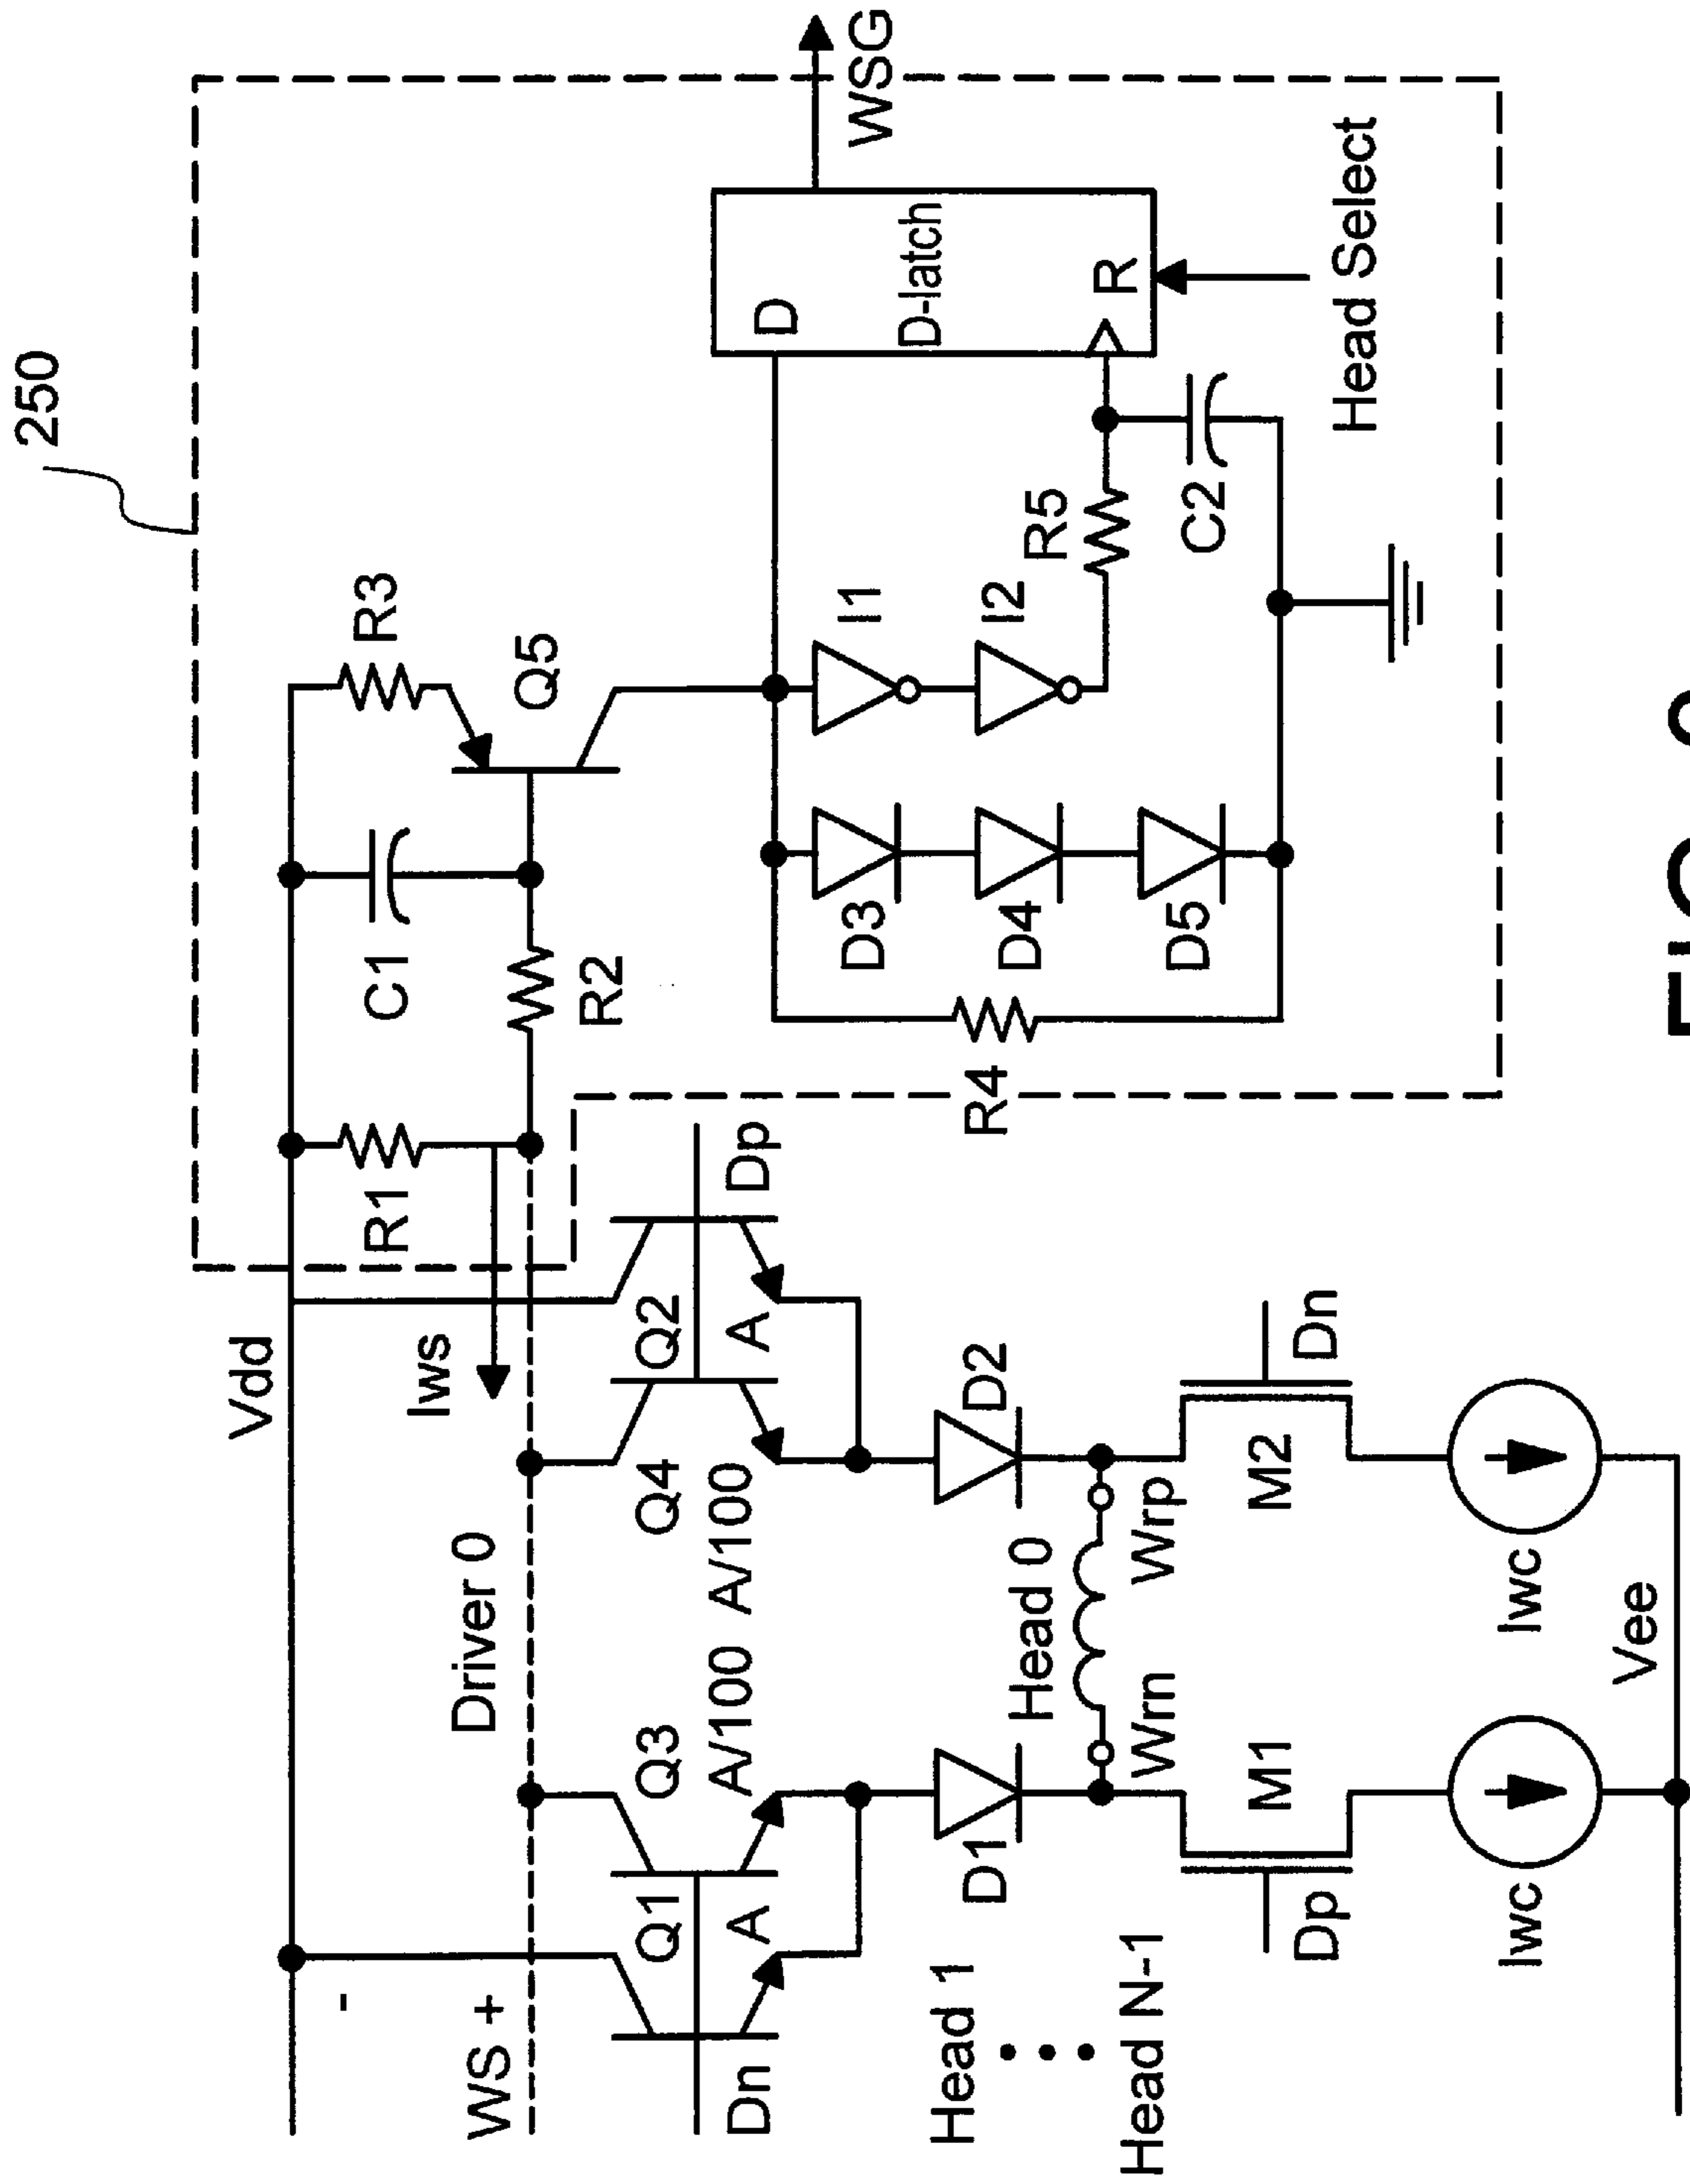 250
Vdd
R1
C1
R3
Iws
R2
Q5
WS +
-
Driver 0
Q1
Q3
Q4
Q2
Dn
A
A/100
A/100
A
Dp
WSG
D
D-latch
R
Head Select
D3
D4
D5
I1
I2
R4
R5
C2
Head 1
Head N-1
D1
D2
Head 0
Wrn
Wrp
M1
M2
Dp
Dn
Iwc
Iwc
Vee